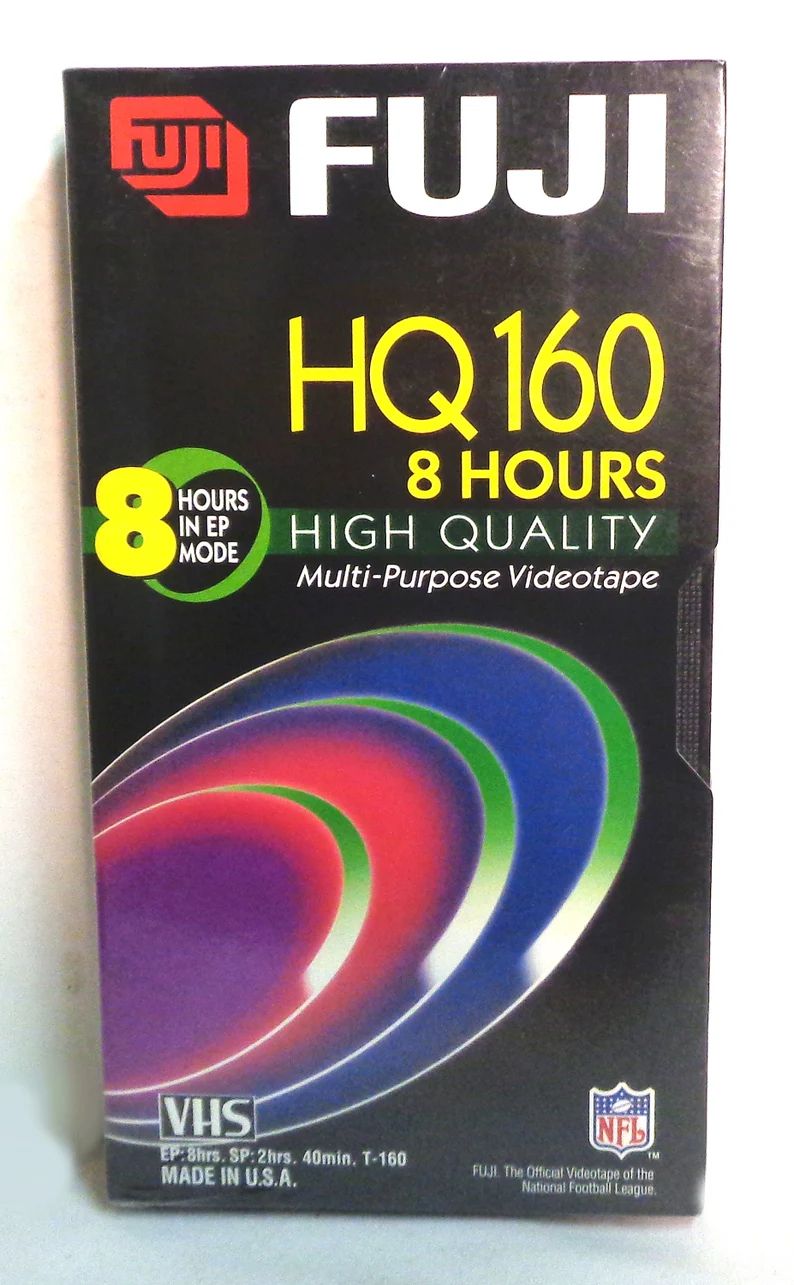 FUJI FUJI
HQ 160
8 HOURS
8 HOURS
IN EP
MODE
HIGH QUALITY
Multi-Purpose Videotape
VHS
EP: 8hrs. SP: 2hrs. 40min. T-160
MADE IN U.S.A.
NFL
TM
FUJI. The Official Videotape of the
National Football League.